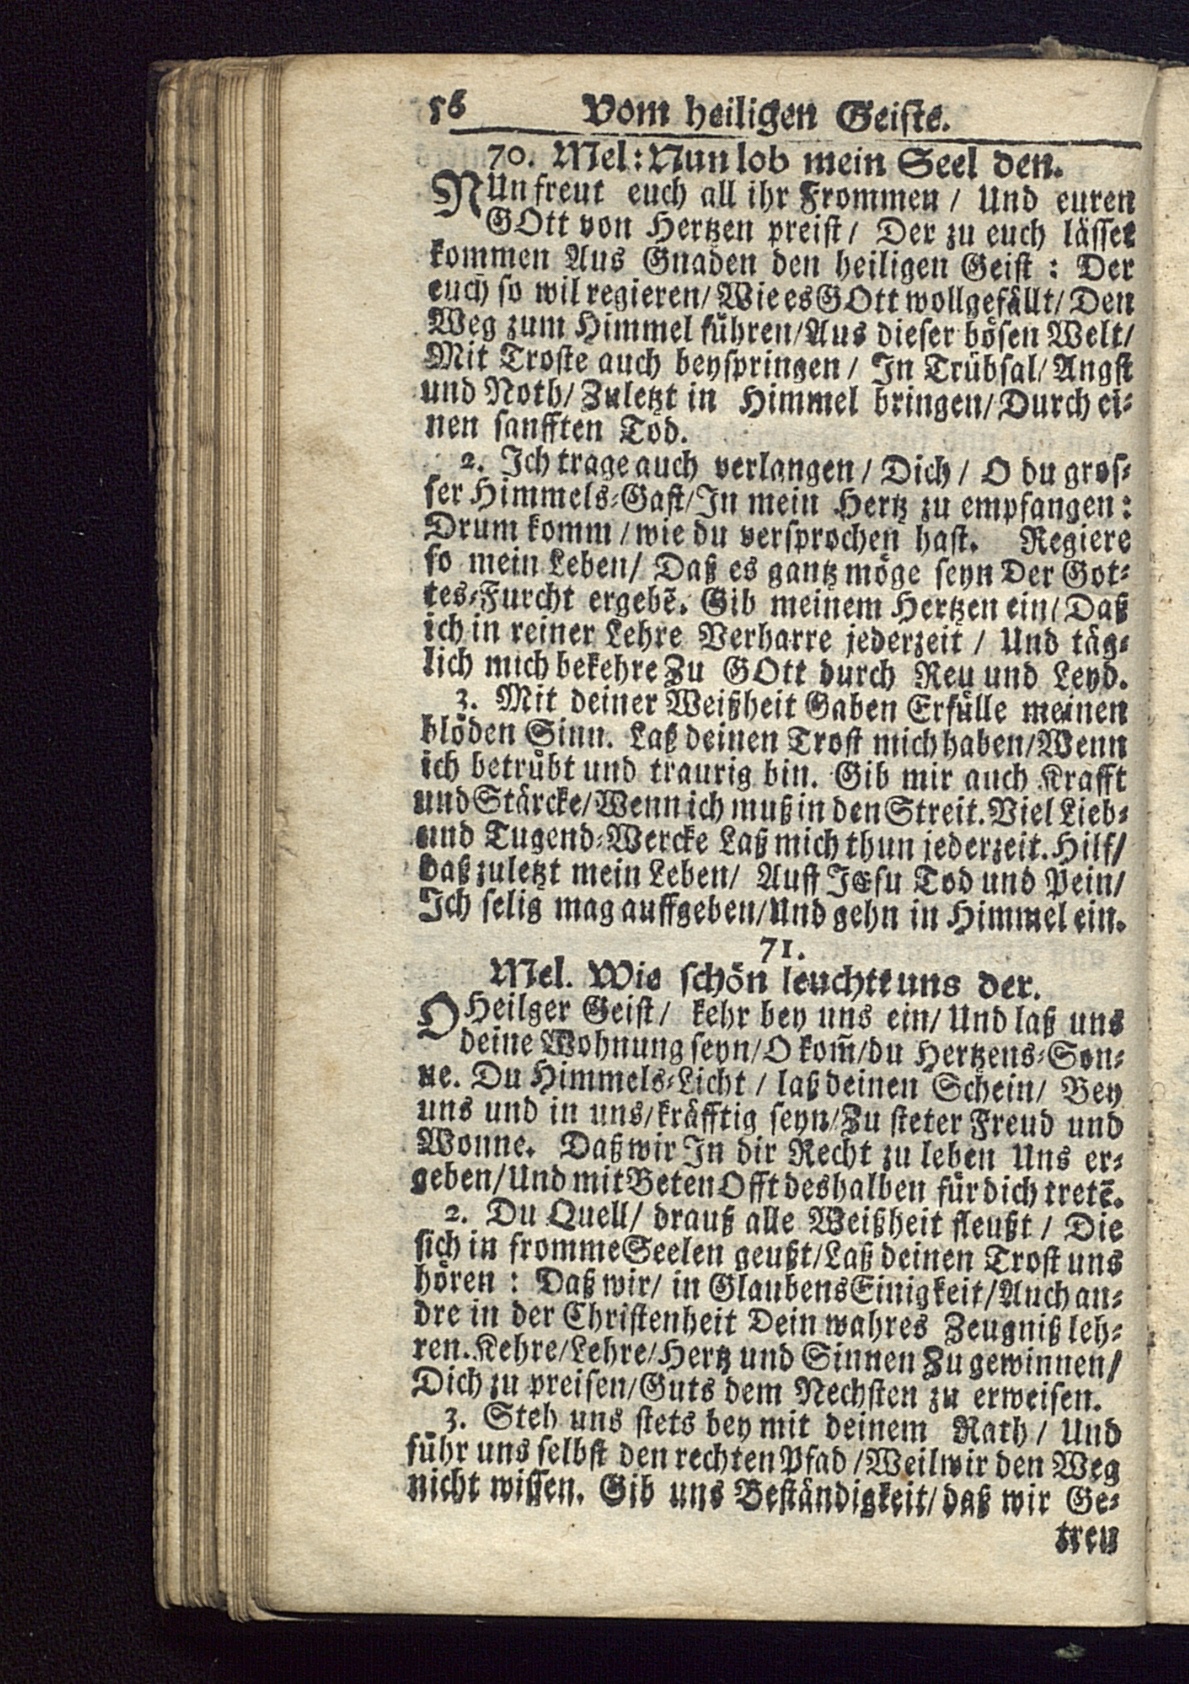 56 Vom heiligen Geiste.
70. Mel: Nun lob mein Seel den.
NUn freut euch all ihr Frommen / Und euren
GOtt von Hertzen preist / Der zu euch lässet
kommen Aus Gnaden den heiligen Geist : Der
euch so wil regieren / Wie es GOtt wollgefällt / Den
Weg zum Himmel führen / Aus dieser bösen Welt /
Mit Troste auch beyspringen / In Trübsal / Angst
und Noth / Zuletzt in Himmel bringen / Durch ei-
nen sanfften Tod.
2. Ich trage auch verlangen / Dich / O du gros-
ser Himmels-Gast / In mein Hertz zu empfangen :
Drum komm / wie du versprochen hast. Regiere
so mein Leben / Daß es gantz möge seyn Der Got-
tes-Furcht ergebē. Gib meinem Hertzen ein / Daß
ich in reiner Lehre Verharre jederzeit / Und täg-
lich mich bekehre Zu GOtt durch Reu und Leyd.
3. Mit deiner Weißheit Gaben Erfülle meinen
blöden Sinn. Laß deinen Trost mich haben / Wenn
ich betrübt und traurig bin. Gib mir auch Krafft
und Stärcke / Wenn ich muß in den Streit. Viel Lieb-
und Tugend-Wercke Laß mich thun jederzeit. Hilf /
daß zuletzt mein Leben / Auff JEsu Tod und Pein /
Ich selig mag auffgeben / Und gehn in Himmel ein.
71.
Mel. Wie schön leuchtt uns der.
O Heilger Geist / kehr bey uns ein / Und laß uns
deine Wohnung seyn / O kom̄ / du Hertzens-Son-
ne. Du Himmels-Licht / laß deinen Schein / Bey
uns und in uns / kräfftig seyn / Zu steter Freud und
Wonne. Daß wir In dir Recht zu leben Uns er-
geben / Und mit Beten Offt deshalben für dich tretē.
2. Du Quell / drauß alle Weißheit fleußt / Die
sich in fromme Seelen geußt / Laß deinen Trost uns
hören : Daß wir / in Glaubens Einigkeit / Auch an-
dre in der Christenheit Dein wahres Zeugniß leh-
ren. Kehre / Lehre / Hertz und Sinnen Zu gewinnen /
Dich zu preisen / Guts dem Nechsten zu erweisen.
3. Steh uns stets bey mit deinem Rath / Und
führ uns selbst den rechten Pfad / Weil wir den Weg
nicht wissen. Gib uns Beständigkeit / daß wir Ge-
treu